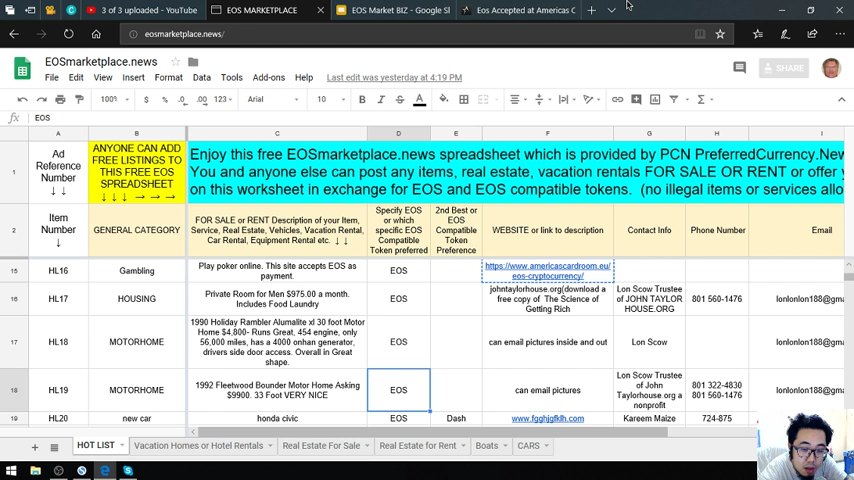 3 of 3 uploaded - YouTube
EOS MARKETPLACE
EOS Market BIZ - Google Sl
Eos Accepted at Americas C
eosmarketplace.news/
EOSmarketplace.news
SHARE
File Edit View Insert Format Data Tools Add-ons Help Last edit was yesterday at 4:19 PM
100% $ % .0 .00 123 Arial 10 B I S A
fx EOS
A B C D E F G H I
1
Ad Reference Number ↓ ↓
ANYONE CAN ADD FREE LISTINGS TO THIS FREE EOS SPREADSHEET ↓ ↓ ↓ → → →
Enjoy this free EOSmarketplace.news spreadsheet which is provided by PCN PreferredCurrency.New
You and anyone else can post any items, real estate, vacation rentals FOR SALE OR RENT or offer y
on this worksheet in exchange for EOS and EOS compatible tokens. (no illegal items or services allo
2
Item Number ↓
GENERAL CATEGORY
FOR SALE or RENT Description of your Item, Service, Real Estate, Vehicles, Vacation Rental, Car Rental, Equipment Rental etc. ↓ ↓
Specify EOS or which specific EOS Compatible Token preferred
2nd Best or EOS Compatible Token Preference
WEBSITE or link to description
Contact Info
Phone Number
Email
15 HL16 Gambling Play poker online. This site accepts EOS as payment. EOS https://www.americascardroom.eu/eos-cryptocurrency/
16 HL17 HOUSING Private Room for Men $975.00 a month. Includes Food Laundry EOS johntaylorhouse.org(download a free copy of The Science of Getting Rich Lon Scow Trustee of JOHN TAYLOR HOUSE.ORG 801 560-1476 lonlonlon188@gma
17 HL18 MOTORHOME 1990 Holiday Rambler Alumalite xl 30 foot Motor Home $4,800- Runs Great, 454 engine, only 56,000 miles, has a 4000 onhan generator, drivers side door access. Overall in Great shape. EOS can email pictures inside and out Lon Scow lonlonlon188@gma
18 HL19 MOTORHOME 1992 Fleetwood Bounder Motor Home Asking $9900. 33 Foot VERY NICE EOS can email pictures Lon Scow Trustee of John Taylorhouse.org a nonprofit 801 322-4830 801 560-1476 lonlonlon188@gma
19 HL20 new car honda civic EOS Dash www.fgghjgfklh.com Kareem Maize 724-875
HOT LIST Vacation Homes or Hotel Rentals Real Estate For Sale Real Estate for Rent Boats CARS